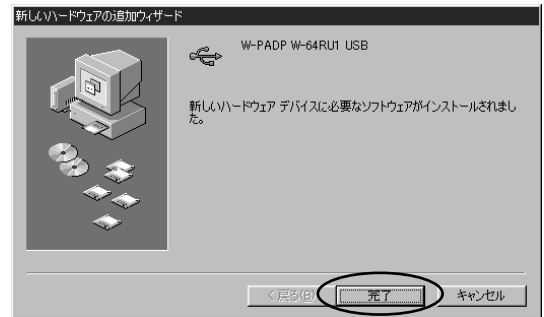 新しいハードウェアの追加ウィザード
W-PADP W-64RU1 USB
新しいハードウェア デバイスに必要なソフトウェアがインストールされまし
た。
< 戻る(B)
完了
キャンセル